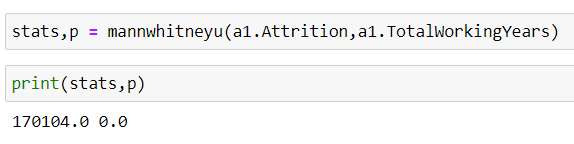 stats,p = mannwhitneyu(a1.Attrition,a1.TotalWorkingYears)
print(stats,p)
170104.0 0.0